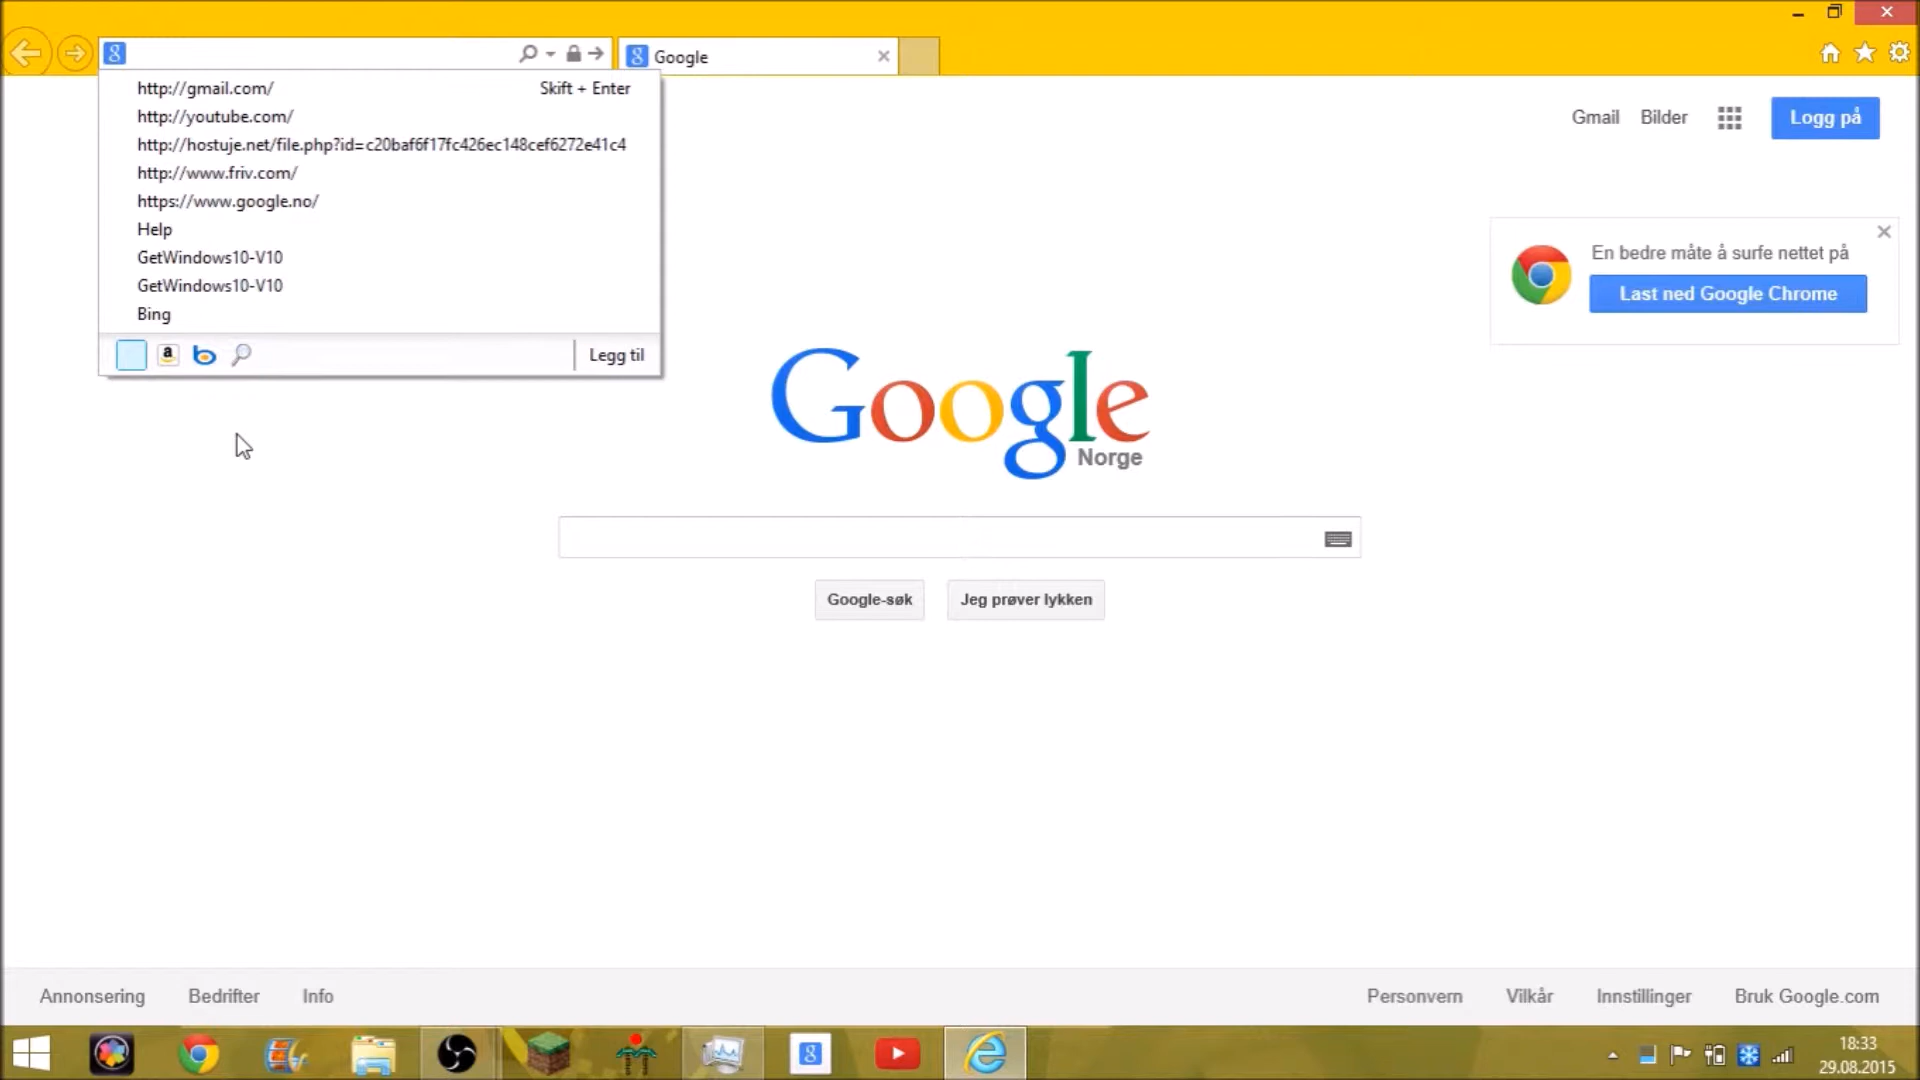 Google
http://gmail.com/ Skift + Enter
http://youtube.com/
http://hostuje.net/file.php?id=c20baf6f17fc426ec148cef6272e41c4
http://www.friv.com/
https://www.google.no/
Help
GetWindows10-V10
GetWindows10-V10
Bing
Legg til
Gmail Bilder Logg på
En bedre måte å surfe nettet på
Last ned Google Chrome
Google
Norge
Google-søk Jeg prøver lykken
Annonsering Bedrifter Info Personvern Vilkår Innstillinger Bruk Google.com
18:33
29.08.2015